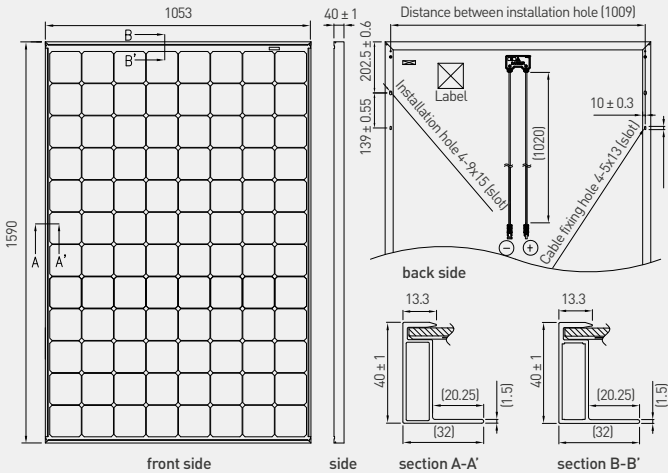 1053
40 ± 1
Distance between installation hole (1009)
B
B'
202.5 ± 0.6
139 ± 0.55
Label
Installation hole 4-9x15 (slot)
(1020)
10 ± 0.3
Cable fixing hole 4-5x13 (slot)
1590
A
A'
− +
back side
13.3
40 ± 1
(20.25)
(1.5)
(32)
13.3
40 ± 1
(20.25)
(1.5)
(32)
front side
side
section A-A'
section B-B'